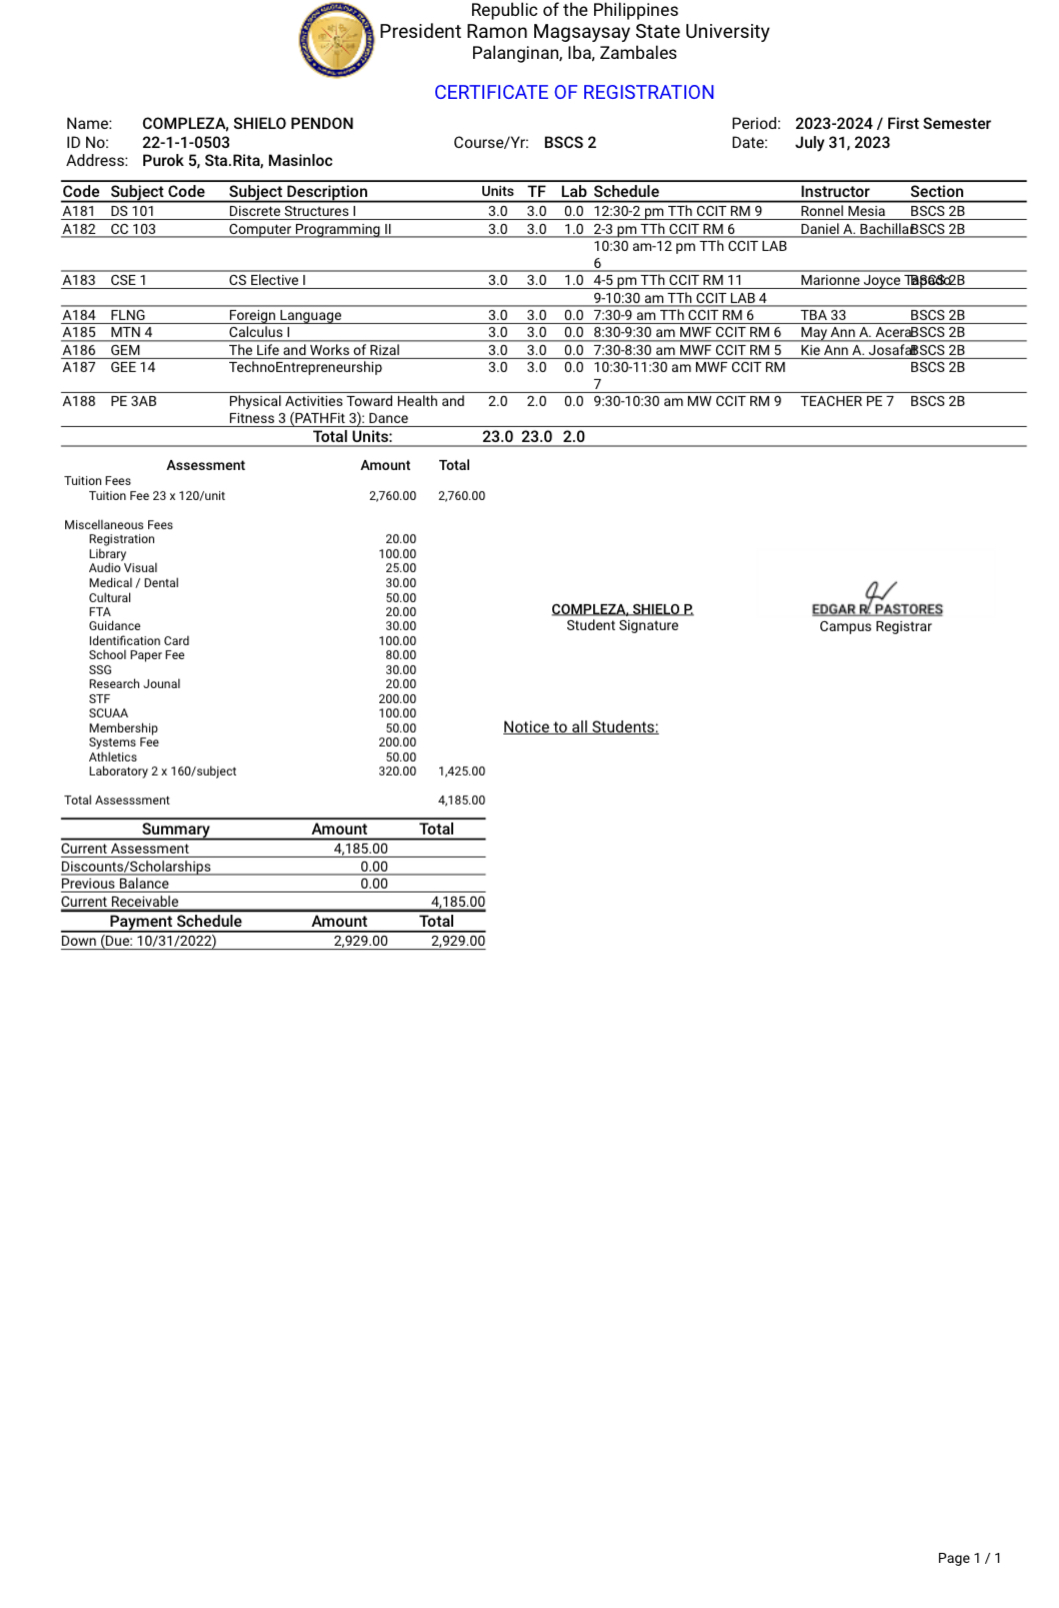 Republic of the Philippines
President Ramon Magsaysay State University
Palanginan, Iba, Zambales
CERTIFICATE OF REGISTRATION
Name: COMPLEZA, SHIELO PENDON Period: 2023-2024 / First Semester
ID No: 22-1-1-0503 Course/Yr: BSCS 2 Date: July 31, 2023
Address: Purok 5, Sta.Rita, Masinloc
Code Subject Code Subject Description Units TF Lab Schedule Instructor Section
A181 DS 101 Discrete Structures I 3.0 3.0 0.0 12:30-2 pm TTh CCIT RM 9 Ronnel Mesia BSCS 2B
A182 CC 103 Computer Programming II 3.0 3.0 1.0 2-3 pm TTh CCIT RM 6 Daniel A. Bachillar BSCS 2B
10:30 am-12 pm TTh CCIT LAB
6
A183 CSE 1 CS Elective I 3.0 3.0 1.0 4-5 pm TTh CCIT RM 11 Marionne Joyce BSCS 2B
9-10:30 am TTh CCIT LAB 4
A184 FLNG Foreign Language 3.0 3.0 0.0 7:30-9 am TTh CCIT RM 6 TBA 33 BSCS 2B
A185 MTN 4 Calculus I 3.0 3.0 0.0 8:30-9:30 am MWF CCIT RM 6 May Ann A. Acera BSCS 2B
A186 GEM The Life and Works of Rizal 3.0 3.0 0.0 7:30-8:30 am MWF CCIT RM 5 Kie Ann A. Josafat BSCS 2B
A187 GEE 14 TechnoEntrepreneurship 3.0 3.0 0.0 10:30-11:30 am MWF CCIT RM BSCS 2B
7
A188 PE 3AB Physical Activities Toward Health and 2.0 2.0 0.0 9:30-10:30 am MW CCIT RM 9 TEACHER PE 7 BSCS 2B
Fitness 3 (PATHFit 3): Dance
Total Units: 23.0 23.0 2.0
Assessment Amount Total
Tuition Fees
Tuition Fee 23 x 120/unit 2,760.00 2,760.00
Miscellaneous Fees
Registration 20.00
Library 100.00
Audio Visual 25.00
Medical / Dental 30.00
Cultural 50.00
FTA 20.00
Guidance 30.00
Identification Card 100.00
School Paper Fee 80.00
SSG 30.00
Research Jounal 20.00
STF 200.00
SCUAA 100.00
Membership 50.00
Systems Fee 200.00
Athletics 50.00
Laboratory 2 x 160/subject 320.00 1,425.00
Total Assesssment 4,185.00
COMPLEZA, SHIELO P.
Student Signature
EDGAR R. PASTORES
Campus Registrar
Notice to all Students:
Summary Amount Total
Current Assessment 4,185.00
Discounts/Scholarships 0.00
Previous Balance 0.00
Current Receivable 4,185.00
Payment Schedule Amount Total
Down (Due: 10/31/2022) 2,929.00 2,929.00
Page 1 / 1